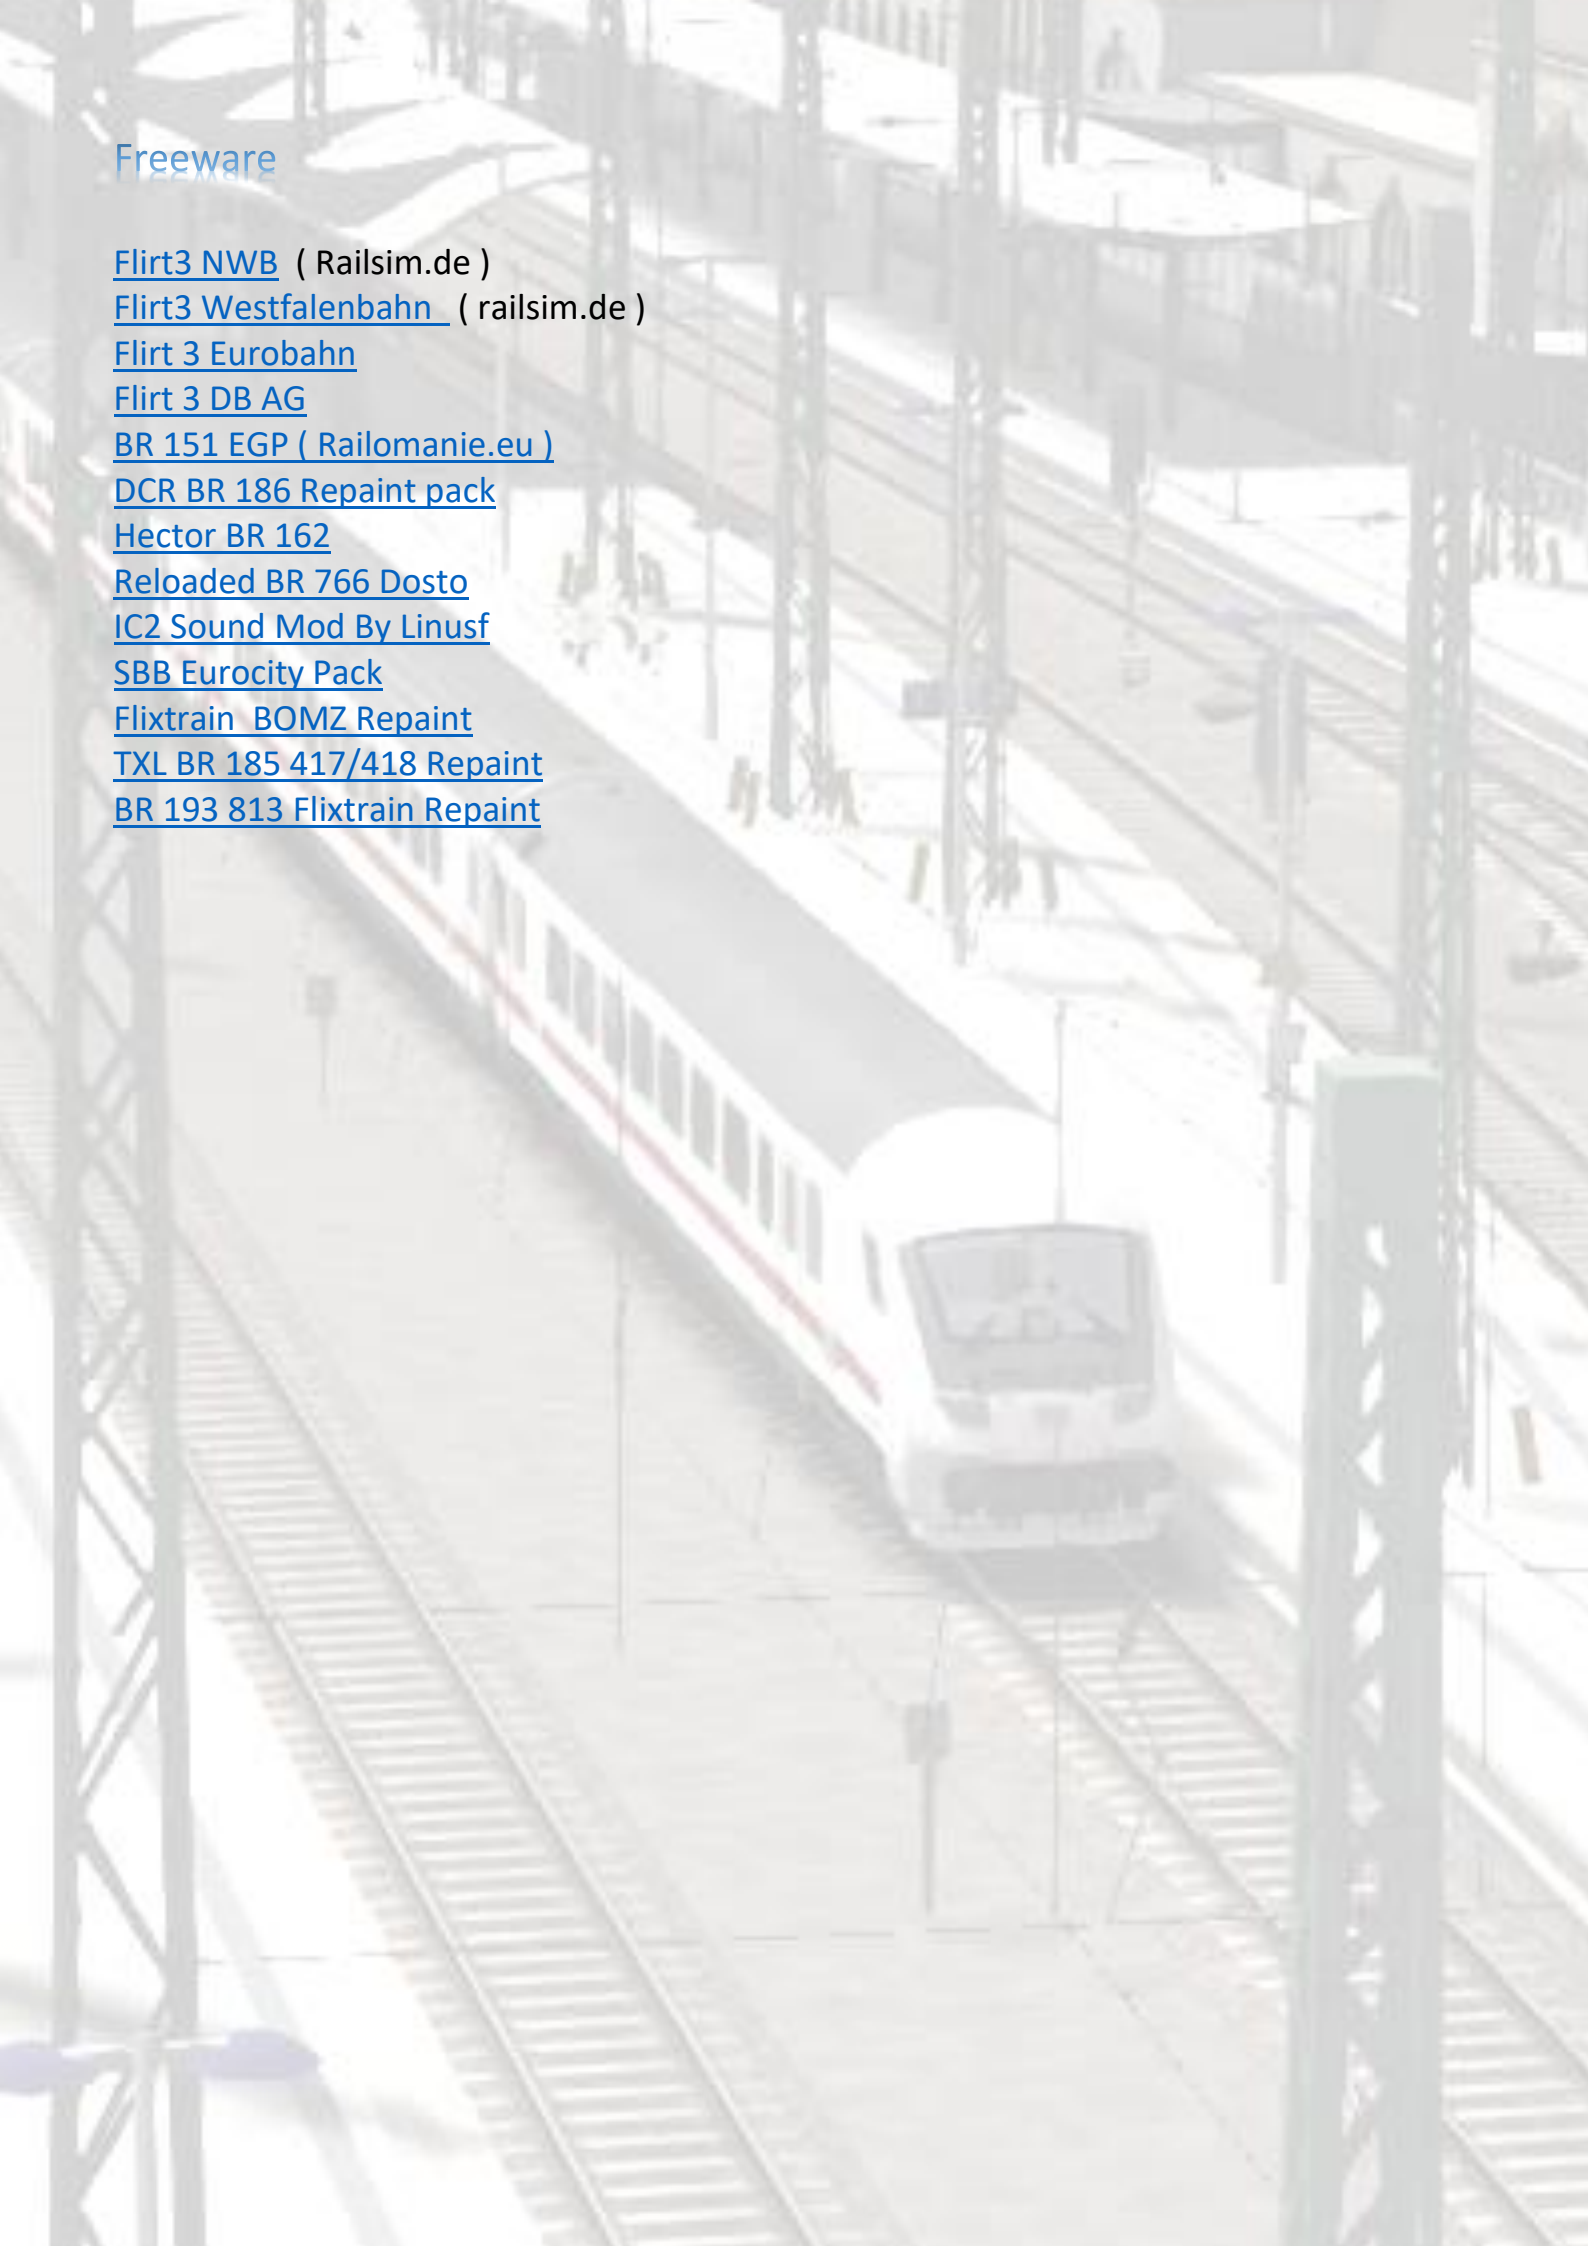 Freeware
Flirt3 NWB ( Railsim.de )
Flirt3 Westfalenbahn ( railsim.de )
Flirt 3 Eurobahn
Flirt 3 DB AG
BR 151 EGP ( Railomanie.eu )
DCR BR 186 Repaint pack
Hector BR 162
Reloaded BR 766 Dosto
IC2 Sound Mod By Linusf
SBB Eurocity Pack
Flixtrain BOMZ Repaint
TXL BR 185 417/418 Repaint
BR 193 813 Flixtrain Repaint